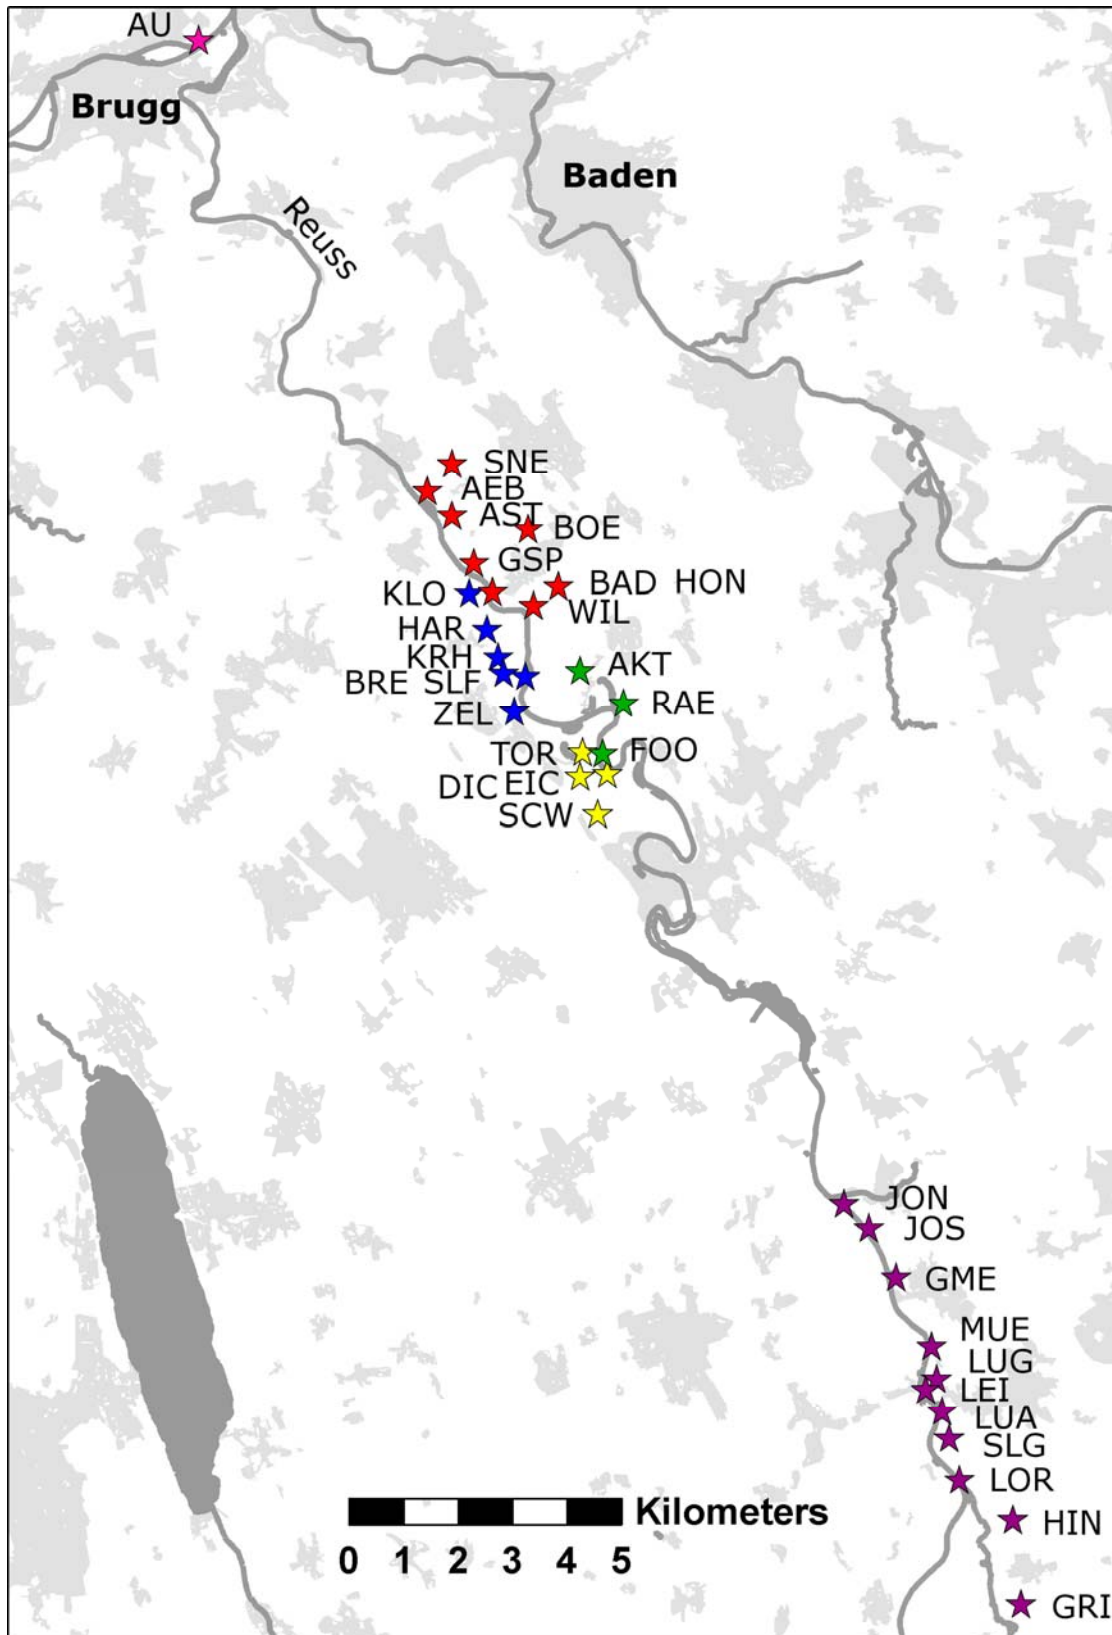 AU
Brugg
Baden
Reuss
SNE
AEB
AST
BOE
GSP
BAD HON
KLO
WIL
HAR
KRH
AKT
BRE SLF
RAE
ZEL
TOR
FOO
DIC EIC
SCW
JON
JOS
GME
MUE
LUG
LEI
LUA
SLG
LOR
Kilometers
HIN
0 1 2 3 4 5
GRI